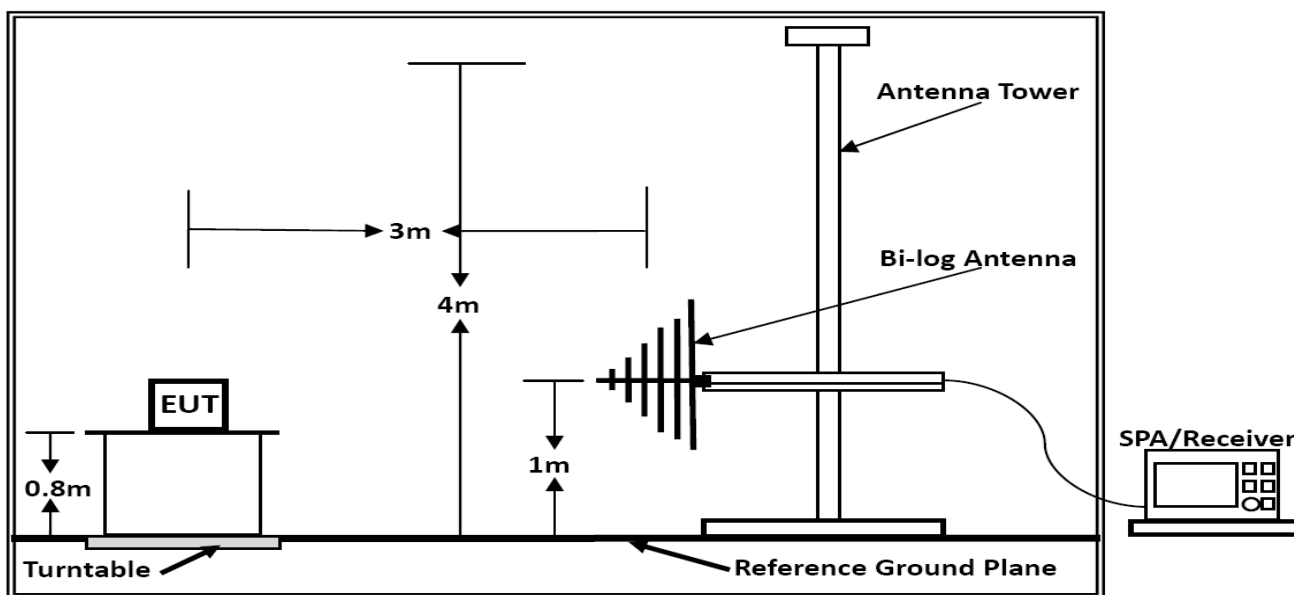 Antenna Tower
3m
Bi-log Antenna
4m
EUT
SPA/Receiver
1m
0.8m
Turntable
Reference Ground Plane